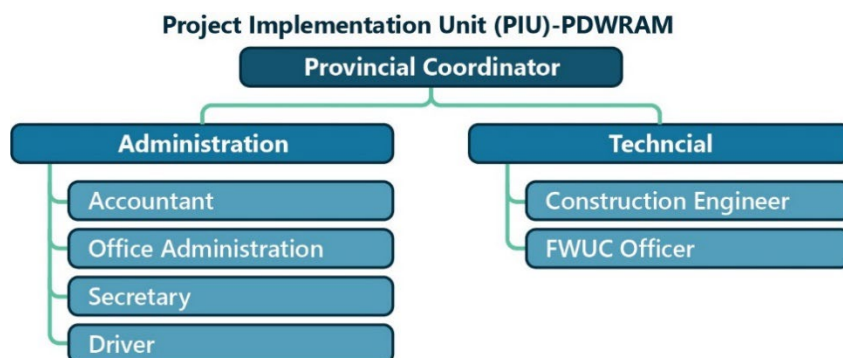 Project Implementation Unit (PIU)-PDWRAM
Provincial Coordinator
Administration
Accountant
Office Administration
Secretary
Driver
Techncial
Construction Engineer
FWUC Officer